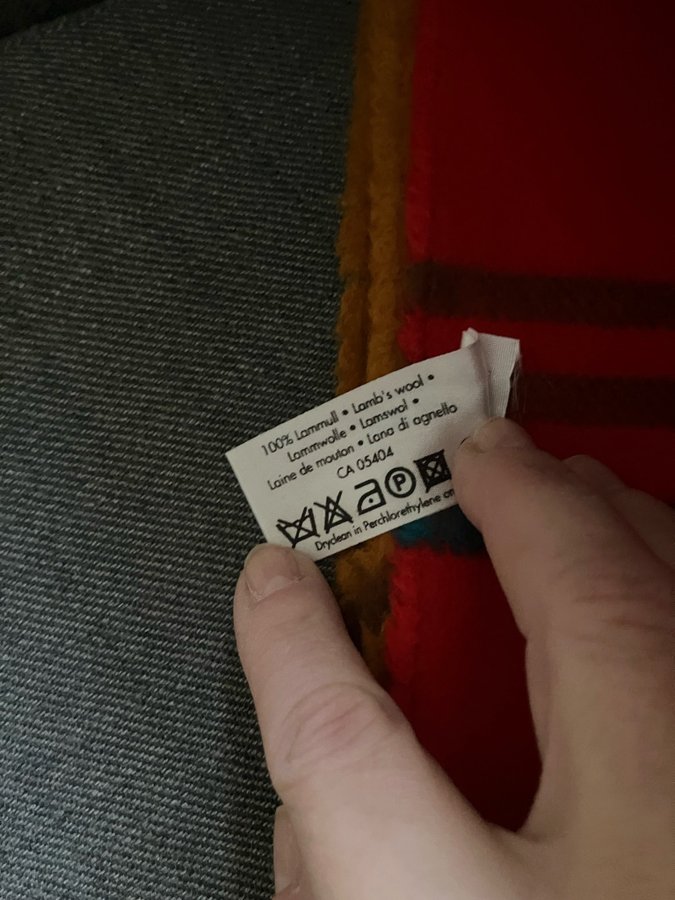 100% Lammull • Lamb's wool •
Lammwolle • Lamswol •
Laine de mouton • Lana di agnello
CA 05404
P
Dryclean in Perchlorethylene